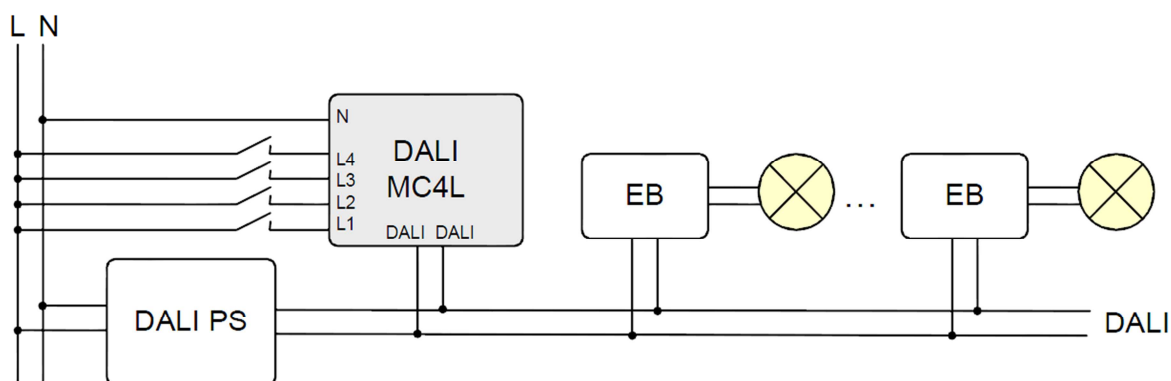 L N
N
L4
L3
L2
L1
DALI
MC4L
DALI DALI
EB
...
EB
DALI PS
DALI